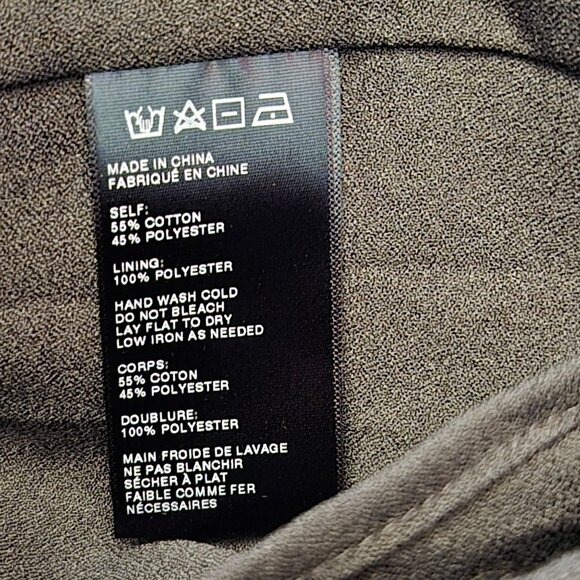 MADE IN CHINA
FABRIQUÉ EN CHINE
SELF:
55% COTTON
45% POLYESTER
LINING:
100% POLYESTER
HAND WASH COLD
DO NOT BLEACH
LAY FLAT TO DRY
LOW IRON AS NEEDED
CORPS:
55% COTON
45% POLYESTER
DOUBLURE:
100% POLYESTER
MAIN FROIDE DE LAVAGE
NE PAS BLANCHIR
SÉCHER À PLAT
FAIBLE COMME FER
NÉCESSAIRES